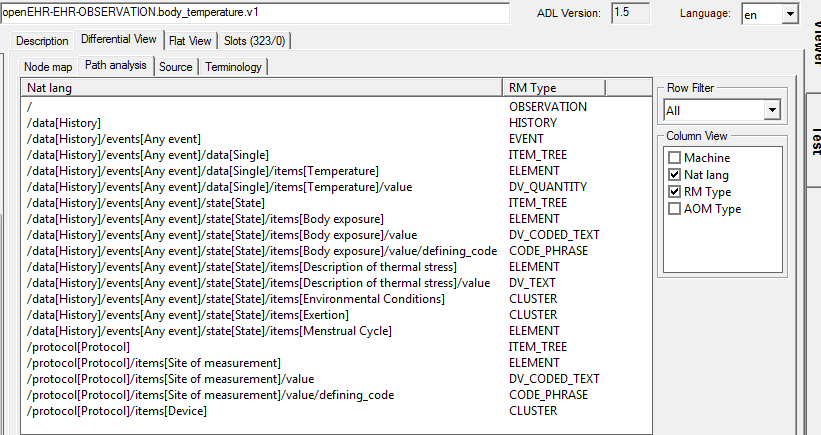 openEHR-EHR-OBSERVATION.body_temperature.v1 ADL Version: 1.5 Language: en
Description Differential View Flat View Slots (323/0)
Node map Path analysis Source Terminology
Nat lang RM Type
/ OBSERVATION
/data[History] HISTORY
/data[History]/events[Any event] EVENT
/data[History]/events[Any event]/data[Single] ITEM_TREE
/data[History]/events[Any event]/data[Single]/items[Temperature] ELEMENT
/data[History]/events[Any event]/data[Single]/items[Temperature]/value DV_QUANTITY
/data[History]/events[Any event]/state[State] ITEM_TREE
/data[History]/events[Any event]/state[State]/items[Body exposure] ELEMENT
/data[History]/events[Any event]/state[State]/items[Body exposure]/value DV_CODED_TEXT
/data[History]/events[Any event]/state[State]/items[Body exposure]/value/defining_code CODE_PHRASE
/data[History]/events[Any event]/state[State]/items[Description of thermal stress] ELEMENT
/data[History]/events[Any event]/state[State]/items[Description of thermal stress]/value DV_TEXT
/data[History]/events[Any event]/state[State]/items[Environmental Conditions] CLUSTER
/data[History]/events[Any event]/state[State]/items[Exertion] CLUSTER
/data[History]/events[Any event]/state[State]/items[Menstrual Cycle] ELEMENT
/protocol[Protocol] ITEM_TREE
/protocol[Protocol]/items[Site of measurement] ELEMENT
/protocol[Protocol]/items[Site of measurement]/value DV_CODED_TEXT
/protocol[Protocol]/items[Site of measurement]/value/defining_code CODE_PHRASE
/protocol[Protocol]/items[Device] CLUSTER
Row Filter
All
Column View
Machine
Nat lang
RM Type
AOM Type
Viewer
Test